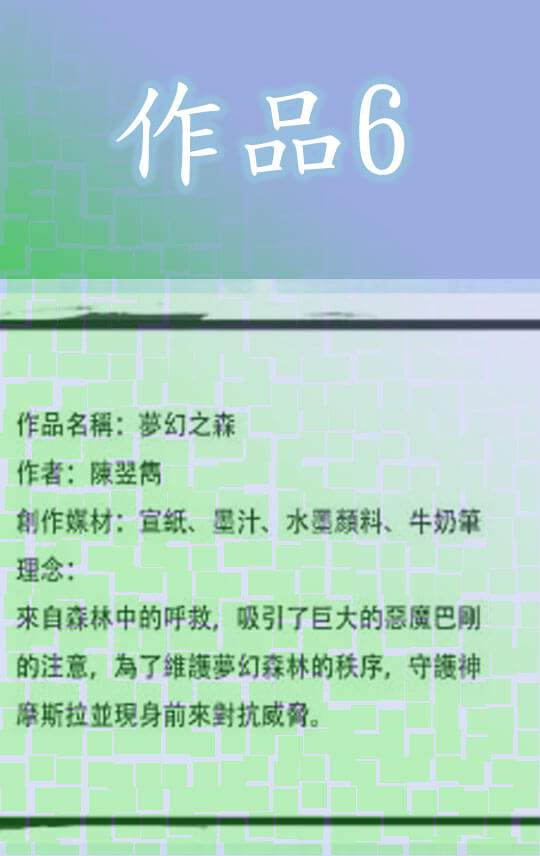 作品6
作品名稱：夢幻之森
作者：陳翌雋
創作媒材：宣紙、墨汁、水墨顏料、牛奶筆
理念：
來自森林中的呼救，吸引了巨大的惡魔巴剛
的注意，為了維護夢幻森林的秩序，守護神
摩斯拉並現身前來對抗威脅。